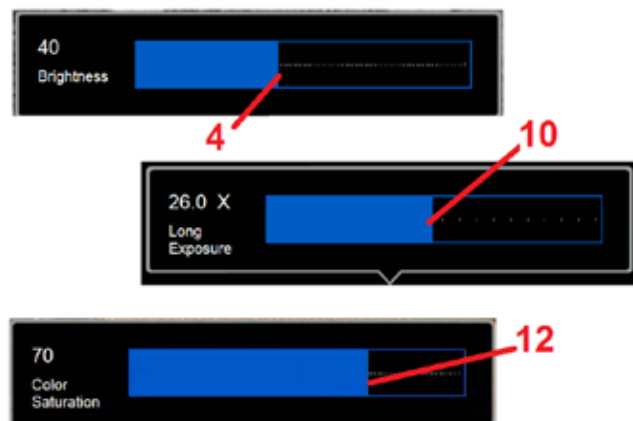 40
Brightness
4
10
26.0 X
Long
Exposure
70
Color
Saturation
12